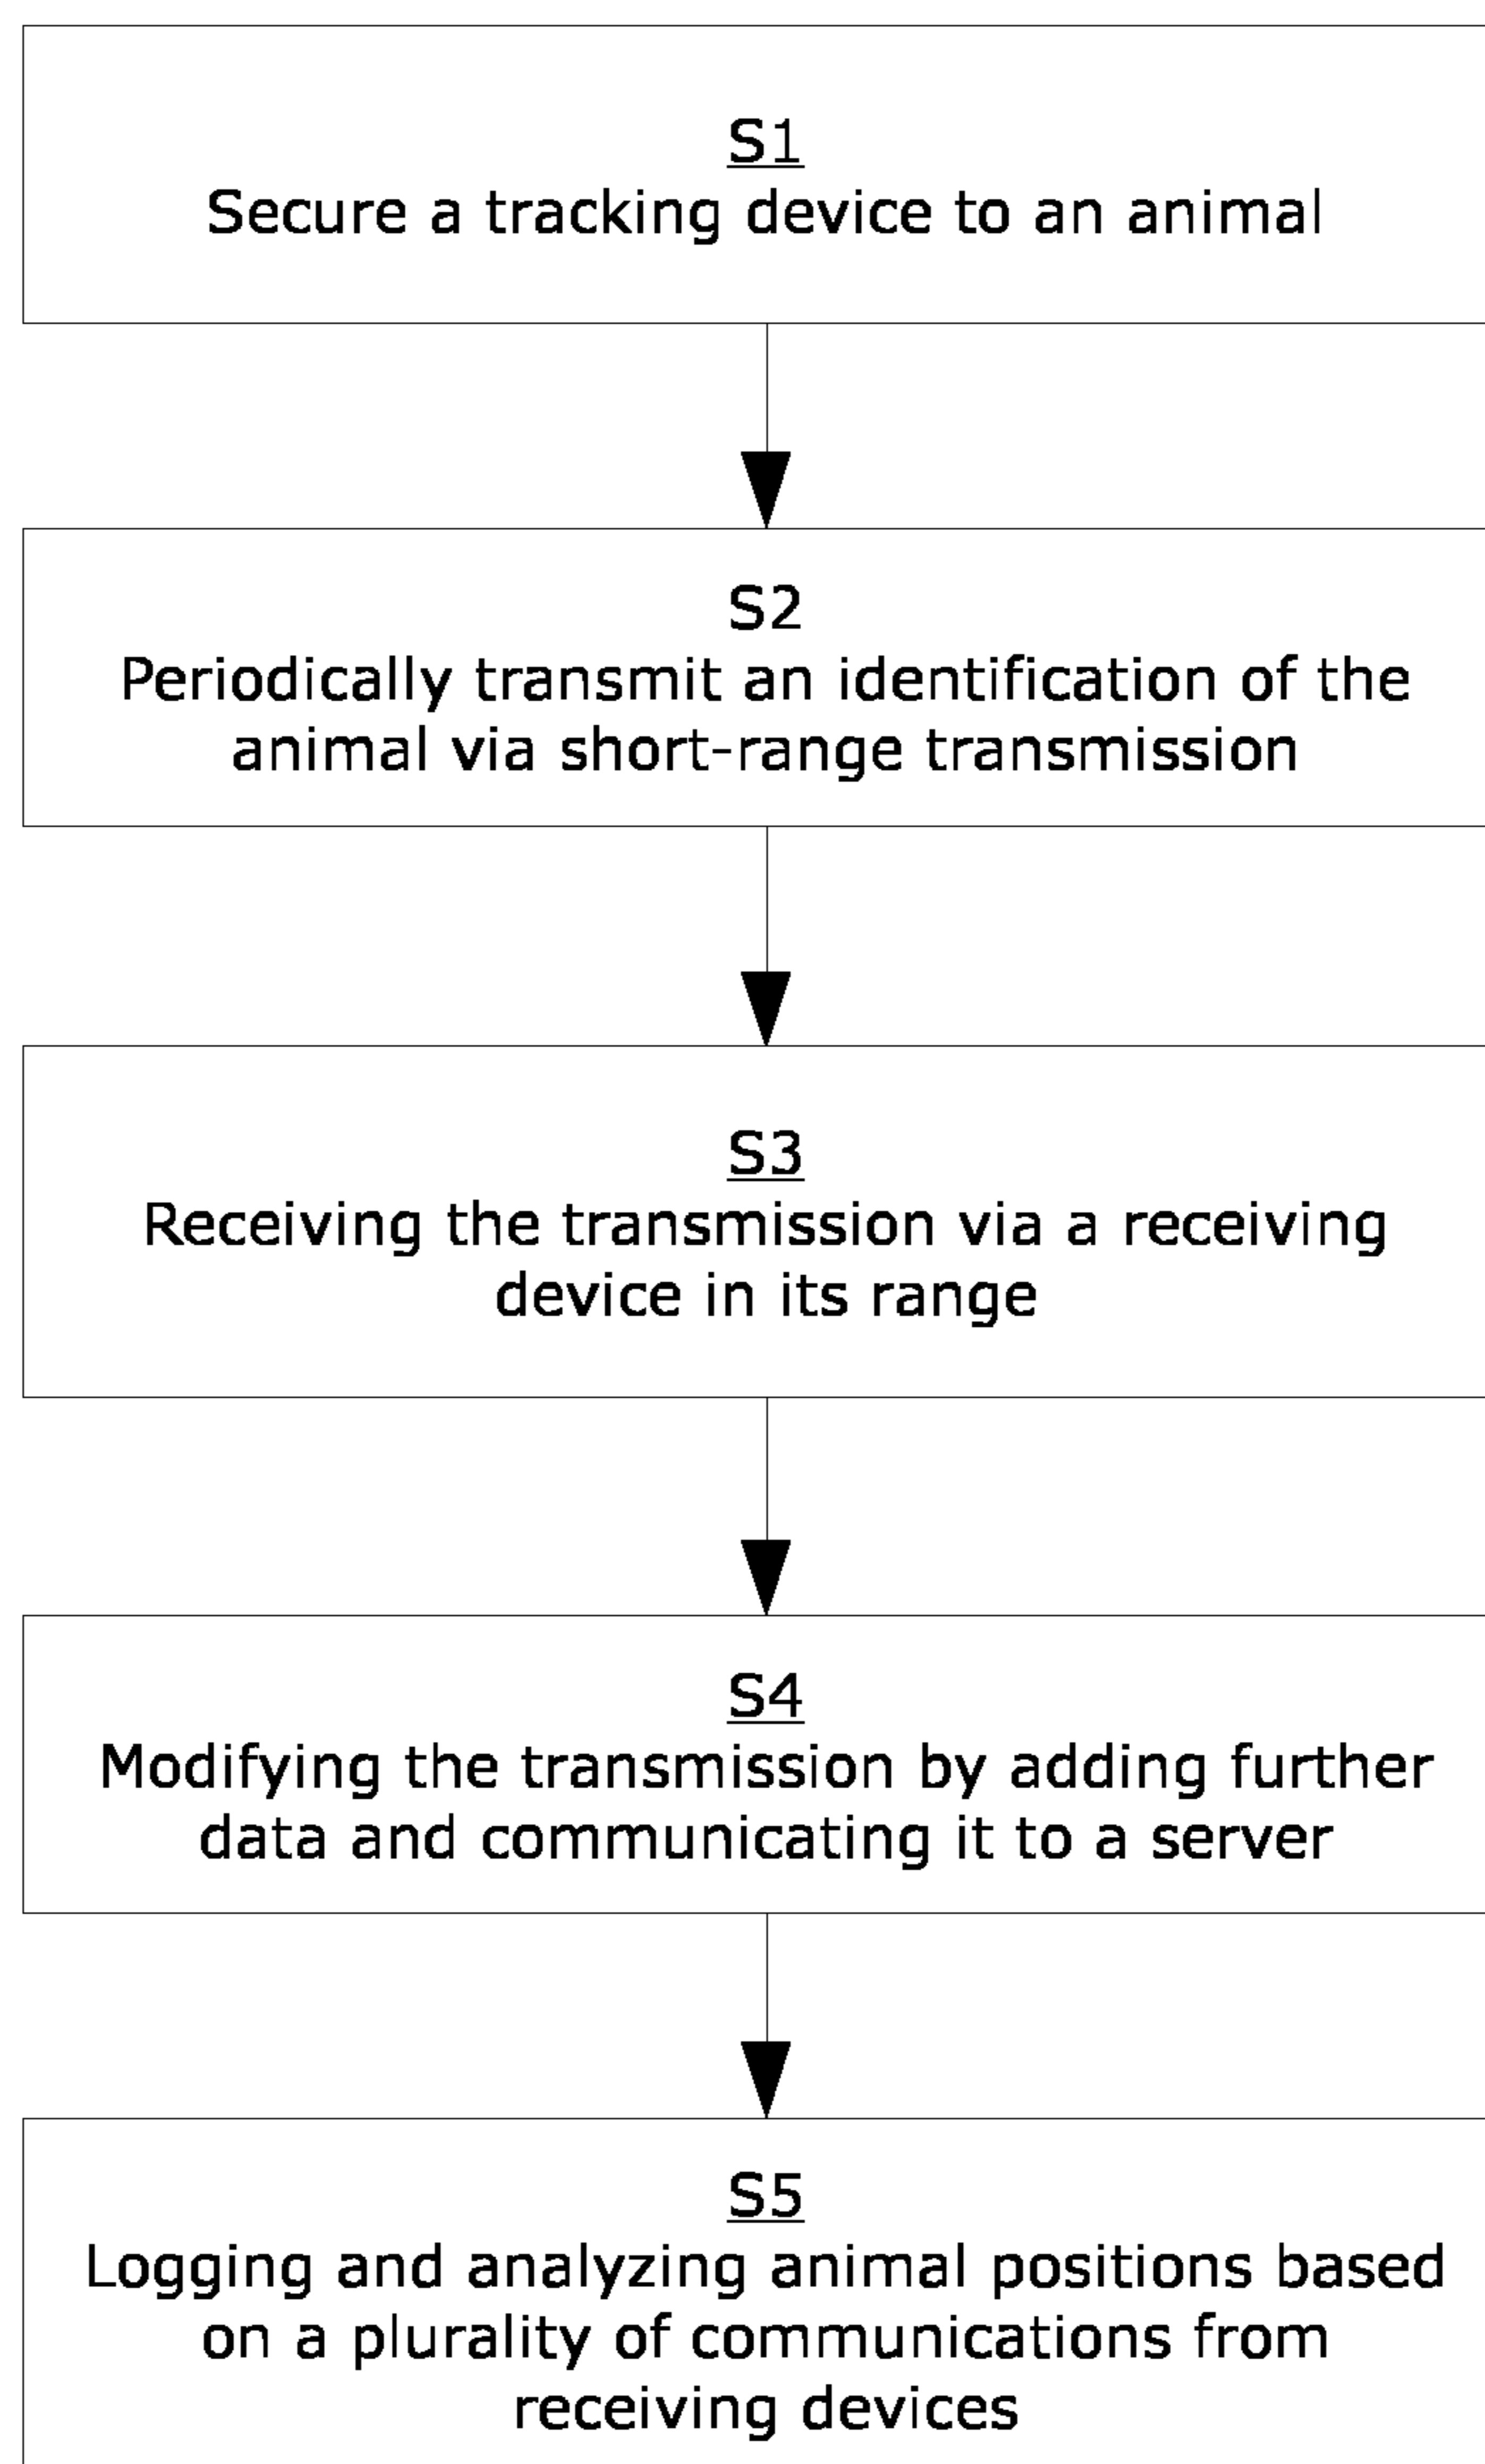 S1
Secure a tracking device to an animal
S2
Periodically transmit an identification of the
animal via short-range transmission
S3
Receiving the transmission via a receiving
device in its range
S4
Modifying the transmission by adding further
data and communicating it to a server
S5
Logging and analyzing animal positions based
on a plurality of communications from
receiving devices